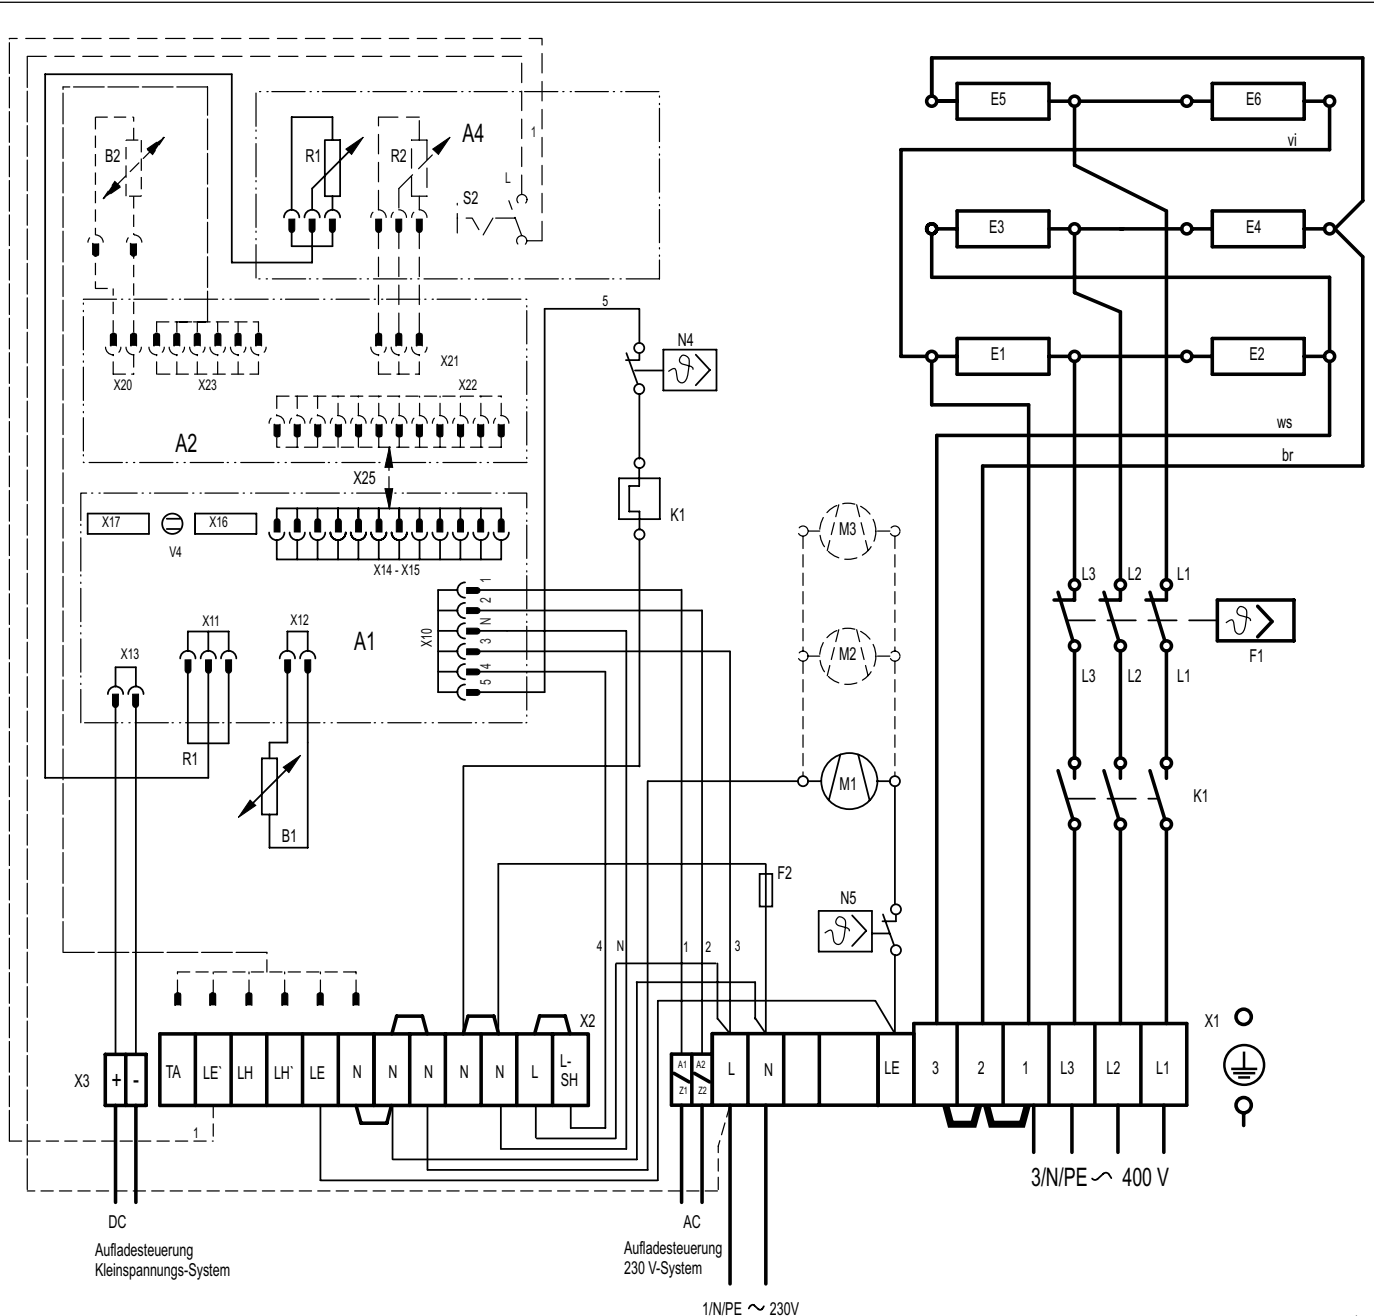 E5
E6
vi
B2
R1
R2
A4
1
L
S2
E3
E4
5
N4
ϑ
E1
E2
X20
X23
X21
X22
ws
A2
br
X25
K1
X17
V4
X16
M3
X14 - X15
L3
L2
L1
1
2
N
3
4
5
X10
X11
X12
A1
X13
M2
ϑ
F1
L3
L2
L1
R1
M1
K1
B1
F2
N5
ϑ
4
N
1
2
3
X2
X1
X3
+
-
TA
LE`
LH
LH`
LE
N
N
N
N
N
L
L-
SH
A1
Z1
A2
Z2
L
N
LE
3
2
1
L3
L2
L1
1
3/N/PE ~ 400 V
DC
Aufladesteuerung
Kleinspannungs-System
AC
Aufladesteuerung
230 V-System
1/N/PE ~ 230V